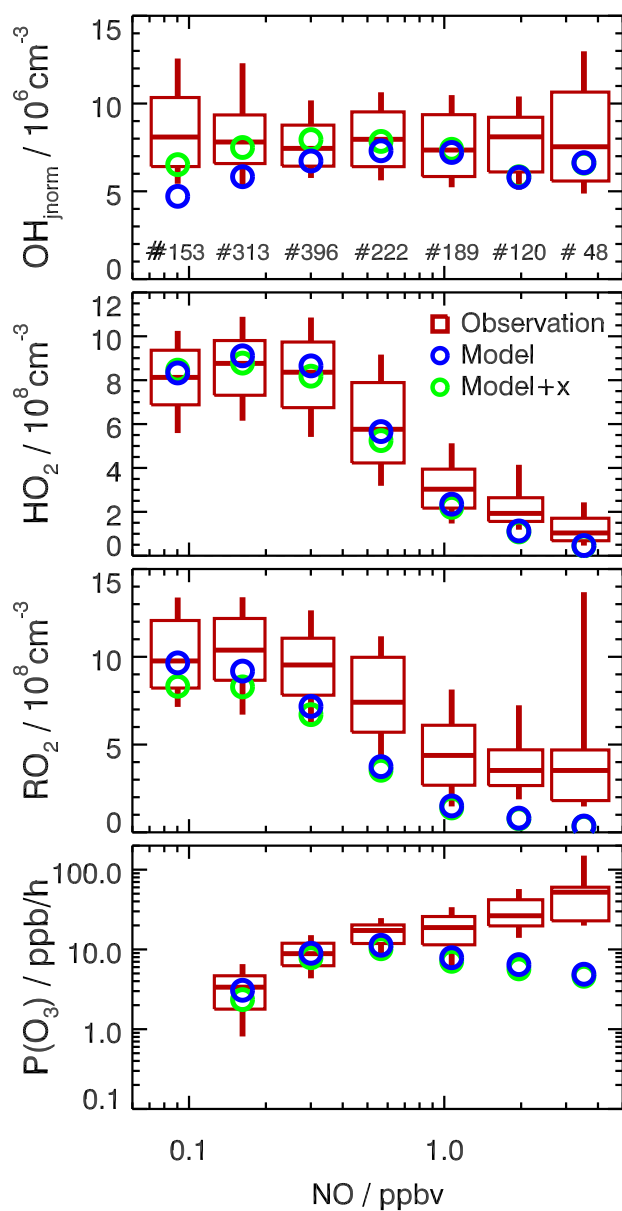 15
10
5
0
OH_jnorm / 10^6 cm^-3
#153 #313 #396 #222 #189 #120 # 48
12
10
8
6
4
2
0
HO_2 / 10^8 cm^-3
Observation
Model
Model+x
15
10
5
0
RO_2 / 10^8 cm^-3
100.0
10.0
1.0
0.1
P(O_3) / ppb/h
0.1 1.0
NO / ppbv